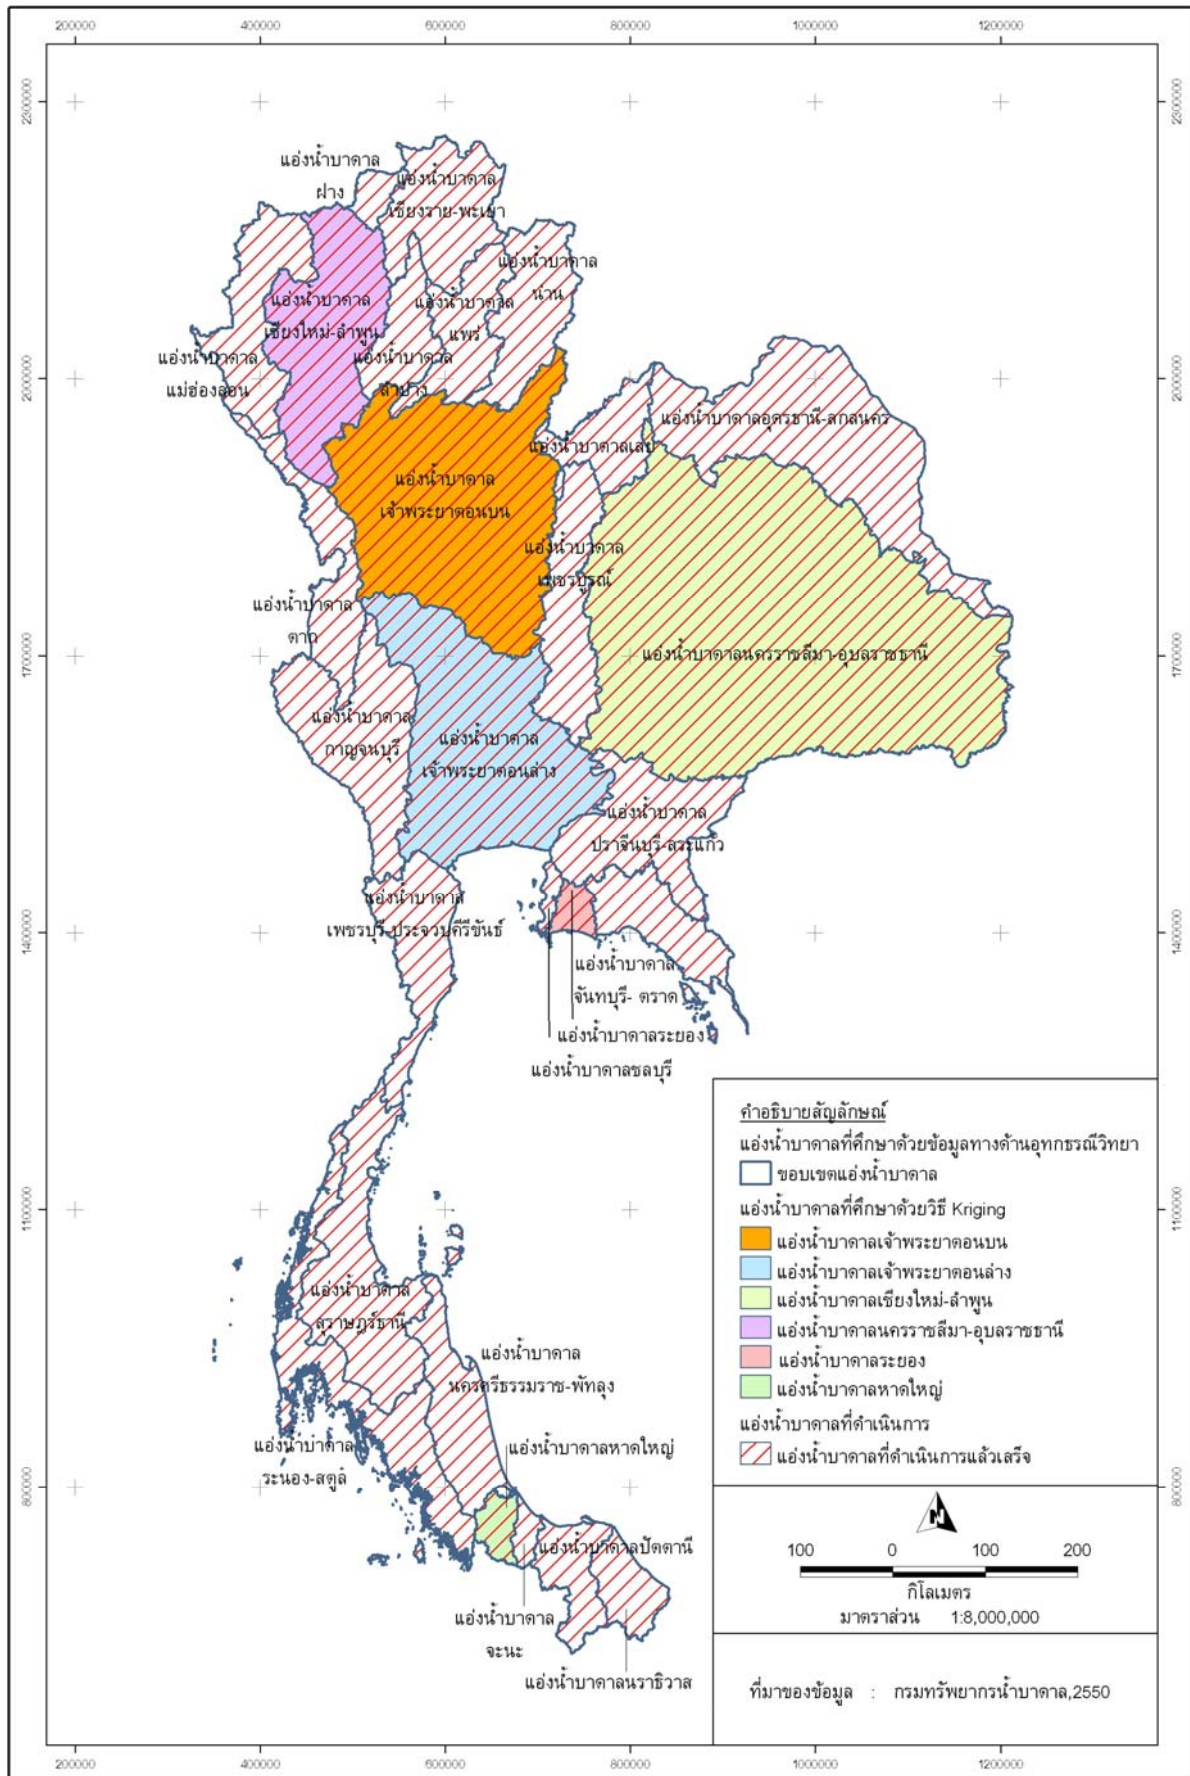 200000 400000 600000 800000 1000000 1200000
2300000 2300000
แอ่งน้ำบาดาล
ฝาง
แอ่งน้ำบาดาล
เชียงราย-พะเยา
แอ่งน้ำบาดาล
น่าน
แอ่งน้ำบาดาล
เชียงใหม่-ลำพูน
แอ่งน้ำบาดาล
แพร่
แอ่งน้ำบาดาล
แม่ฮ่องสอน
แอ่งน้ำบาดาล
ลำปาง
2000000 2000000
แอ่งน้ำบาดาลอุดรธานี-สกลนคร
แอ่งน้ำบาดาลเลย
แอ่งน้ำบาดาล
เจ้าพระยาตอนบน
แอ่งน้ำบาดาล
เพชรบูรณ์
แอ่งน้ำบาดาล
ตาก
1700000 1700000
แอ่งน้ำบาดาลนครราชสีมา-อุบลราชธานี
แอ่งน้ำบาดาล
กาญจนบุรี
แอ่งน้ำบาดาล
เจ้าพระยาตอนล่าง
แอ่งน้ำบาดาล
ปราจีนบุรี-สระแก้ว
แอ่งน้ำบาดาล
เพชรบุรี-ประจวบคีรีขันธ์
1400000 1400000
แอ่งน้ำบาดาล
จันทบุรี- ตราด
แอ่งน้ำบาดาลระยอง
แอ่งน้ำบาดาลชลบุรี
คำอธิบายสัญลักษณ์
แอ่งน้ำบาดาลที่ศึกษาด้วยข้อมูลทางด้านอุทกธรณีวิทยา
ขอบเขตแอ่งน้ำบาดาล
แอ่งน้ำบาดาลที่ศึกษาด้วยวิธี Kriging
แอ่งน้ำบาดาลเจ้าพระยาตอนบน
แอ่งน้ำบาดาลเจ้าพระยาตอนล่าง
แอ่งน้ำบาดาลเชียงใหม่-ลำพูน
แอ่งน้ำบาดาลนครราชสีมา-อุบลราชธานี
แอ่งน้ำบาดาลระยอง
แอ่งน้ำบาดาลหาดใหญ่
แอ่งน้ำบาดาลที่ดำเนินการ
แอ่งน้ำบาดาลที่ดำเนินการแล้วเสร็จ
1100000 1100000
แอ่งน้ำบาดาล
สุราษฎร์ธานี
แอ่งน้ำบาดาล
นครศรีธรรมราช-พัทลุง
แอ่งน้ำบาดาล
ระนอง-สตูล
แอ่งน้ำบาดาลหาดใหญ่
800000 800000
แอ่งน้ำบาดาลปัตตานี
แอ่งน้ำบาดาล
จะนะ
แอ่งน้ำบาดาลนราธิวาส
N
100 0 100 200
กิโลเมตร
มาตราส่วน 1:8,000,000
ที่มาของข้อมูล : กรมทรัพยากรน้ำบาดาล,2550
200000 400000 600000 800000 1000000 1200000